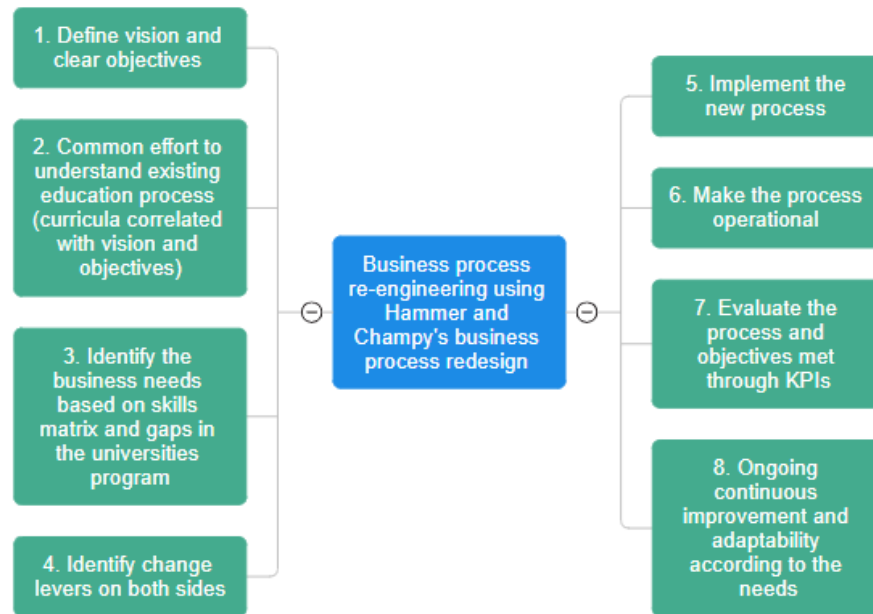 1. Define vision and
clear objectives
2. Common effort to
understand existing
education process
(curricula correlated
with vision and
objectives)
3. Identify the
business needs
based on skills
matrix and gaps in
the universities
program
4. Identify change
levers on both sides
Business process
re-engineering using
Hammer and
Champy's business
process redesign
5. Implement the
new process
6. Make the process
operational
7. Evaluate the
process and
objectives met
through KPIs
8. Ongoing
continuous
improvement and
adaptability
according to the
needs